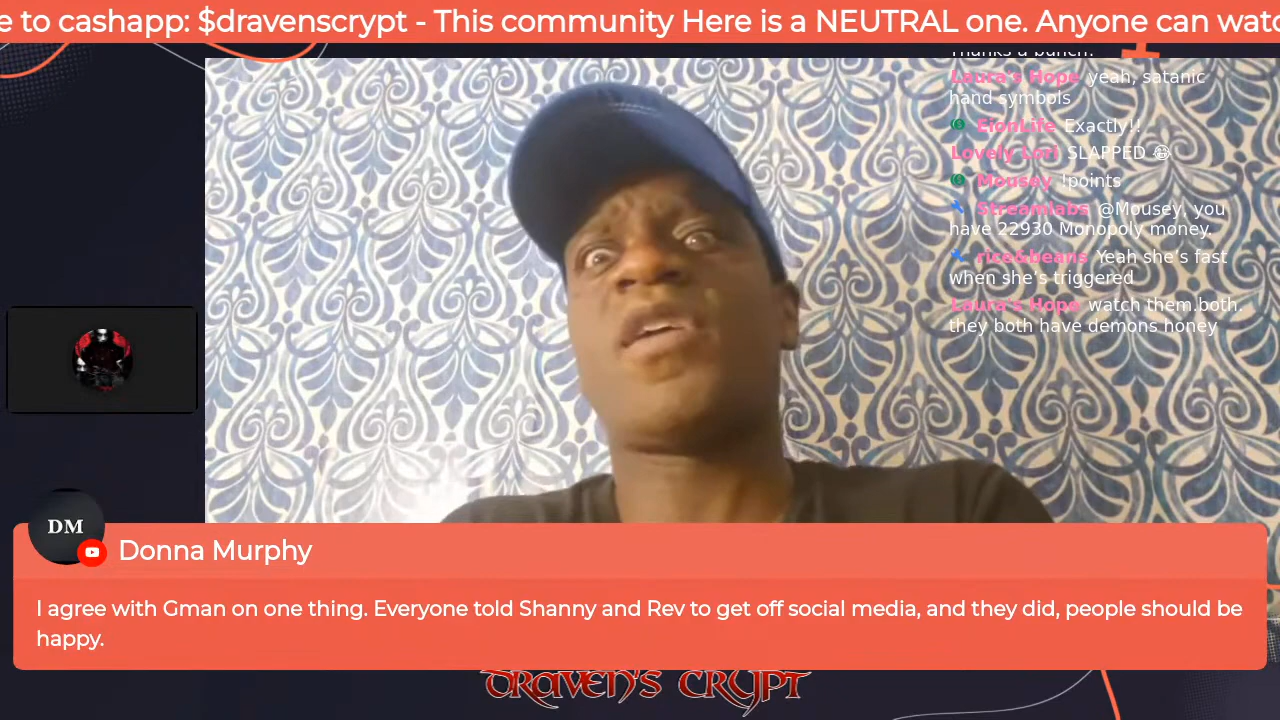 e to cashapp: $dravenscrypt - This community Here is a NEUTRAL one. Anyone can watc
Thanks a bunch!
Laura's Hope yeah, satanic
hand symbols
EionLife Exactly!!
Lovely Lori SLAPPED 😂
Mousey !points
Streamlabs @Mousey, you
have 22930 Monopoly money.
rice&beans Yeah she's fast
when she's triggered
Laura's Hope watch them.both.
they both have demons honey
DM
Donna Murphy
I agree with Gman on one thing. Everyone told Shanny and Rev to get off social media, and they did, people should be
happy.
DRAVEN'S CRYPT